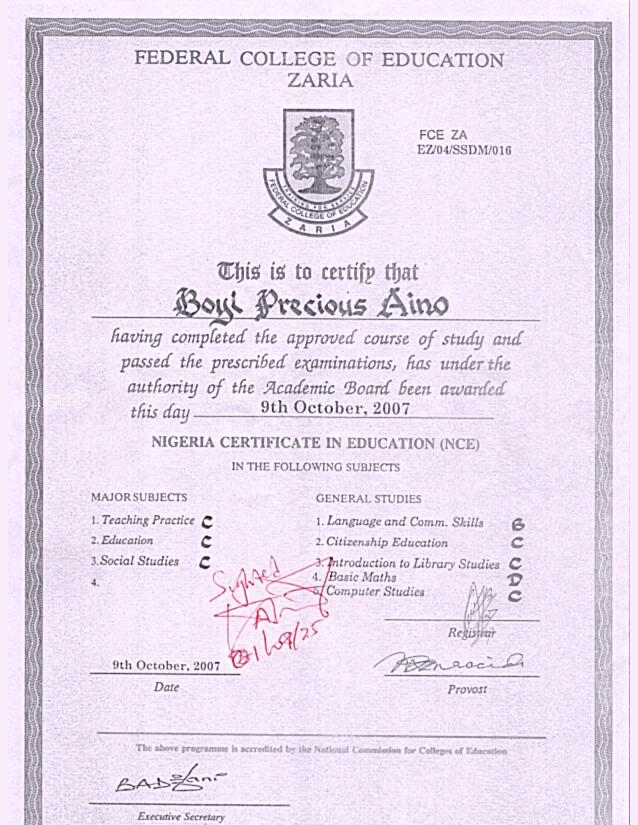 FEDERAL COLLEGE OF EDUCATION
ZARIA
FCE ZA
EZ/04/SSDM/016
TRAINING FOR SERVICE
FEDERAL COLLEGE OF EDUCATION
ZARIA
This is to certify that
Boyi Precious Aino
having completed the approved course of study and
passed the prescribed examinations, has under the
authority of the Academic Board been awarded
this day 9th October, 2007
NIGERIA CERTIFICATE IN EDUCATION (NCE)
IN THE FOLLOWING SUBJECTS
MAJOR SUBJECTS
1. Teaching Practice C
2. Education C
3. Social Studies C
4.
GENERAL STUDIES
1. Language and Comm. Skills B
2. Citizenship Education C
3. Introduction to Library Studies C
4. Basic Maths D
5. Computer Studies C
Sighted
Registrar
9th October, 2007
Date
Provost
The above programme is accredited by the National Commission for Colleges of Education
Executive Secretary